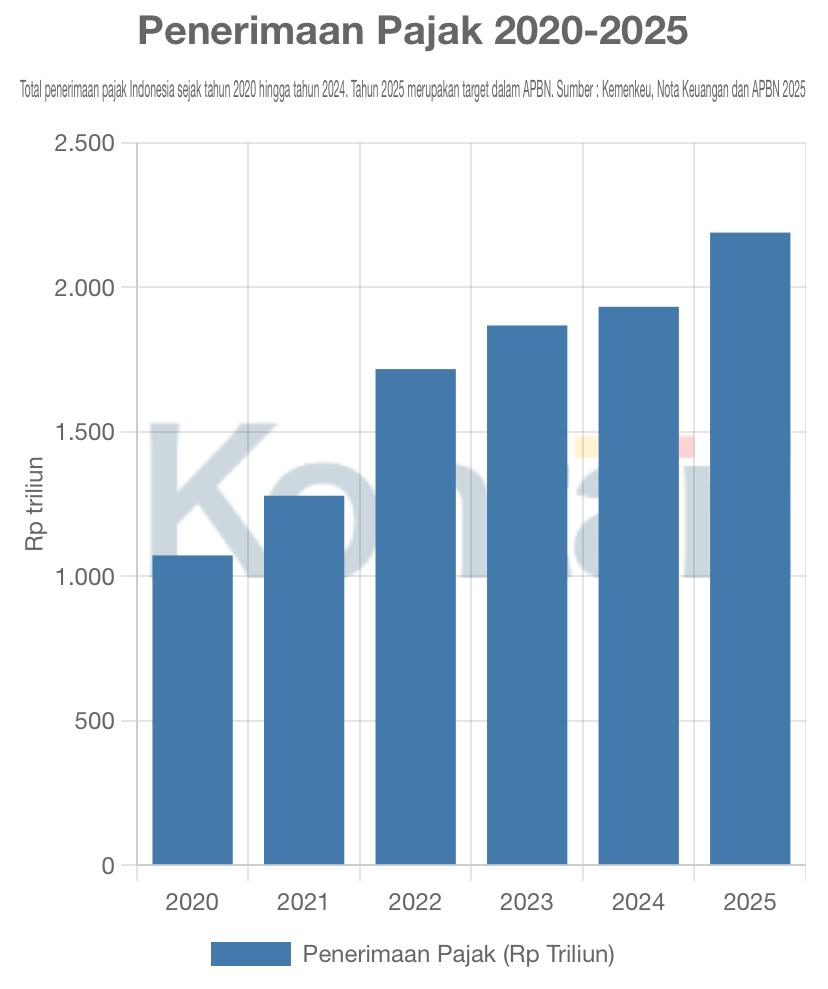 Penerimaan Pajak 2020-2025
Total penerimaan pajak Indonesia sejak tahun 2020 hingga tahun 2024. Tahun 2025 merupakan target dalam APBN. Sumber : Kemenkeu, Nota Keuangan dan APBN 2025
2.500
2.000
1.500
1.000
500
0
Rp triliun
2020 2021 2022 2023 2024 2025
Penerimaan Pajak (Rp Triliun)